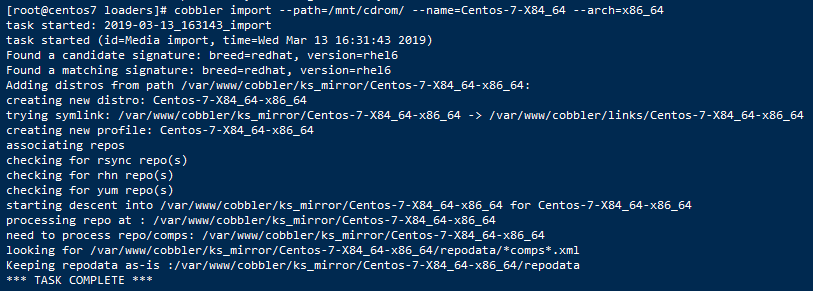 [root@centos7 loaders]# cobbler import --path=/mnt/cdrom/ --name=Centos-7-X84_64 --arch=x86_64
task started: 2019-03-13_163143_import
task started (id=Media import, time=Wed Mar 13 16:31:43 2019)
Found a candidate signature: breed=redhat, version=rhel6
Found a matching signature: breed=redhat, version=rhel6
Adding distros from path /var/www/cobbler/ks_mirror/Centos-7-X84_64-x86_64:
creating new distro: Centos-7-X84_64-x86_64
trying symlink: /var/www/cobbler/ks_mirror/Centos-7-X84_64-x86_64 -> /var/www/cobbler/links/Centos-7-X84_64-x86_64
creating new profile: Centos-7-X84_64-x86_64
associating repos
checking for rsync repo(s)
checking for rhn repo(s)
checking for yum repo(s)
starting descent into /var/www/cobbler/ks_mirror/Centos-7-X84_64-x86_64 for Centos-7-X84_64-x86_64
processing repo at : /var/www/cobbler/ks_mirror/Centos-7-X84_64-x86_64
need to process repo/comps: /var/www/cobbler/ks_mirror/Centos-7-X84_64-x86_64
looking for /var/www/cobbler/ks_mirror/Centos-7-X84_64-x86_64/repodata/*comps*.xml
Keeping repodata as-is :/var/www/cobbler/ks_mirror/Centos-7-X84_64-x86_64/repodata
*** TASK COMPLETE ***